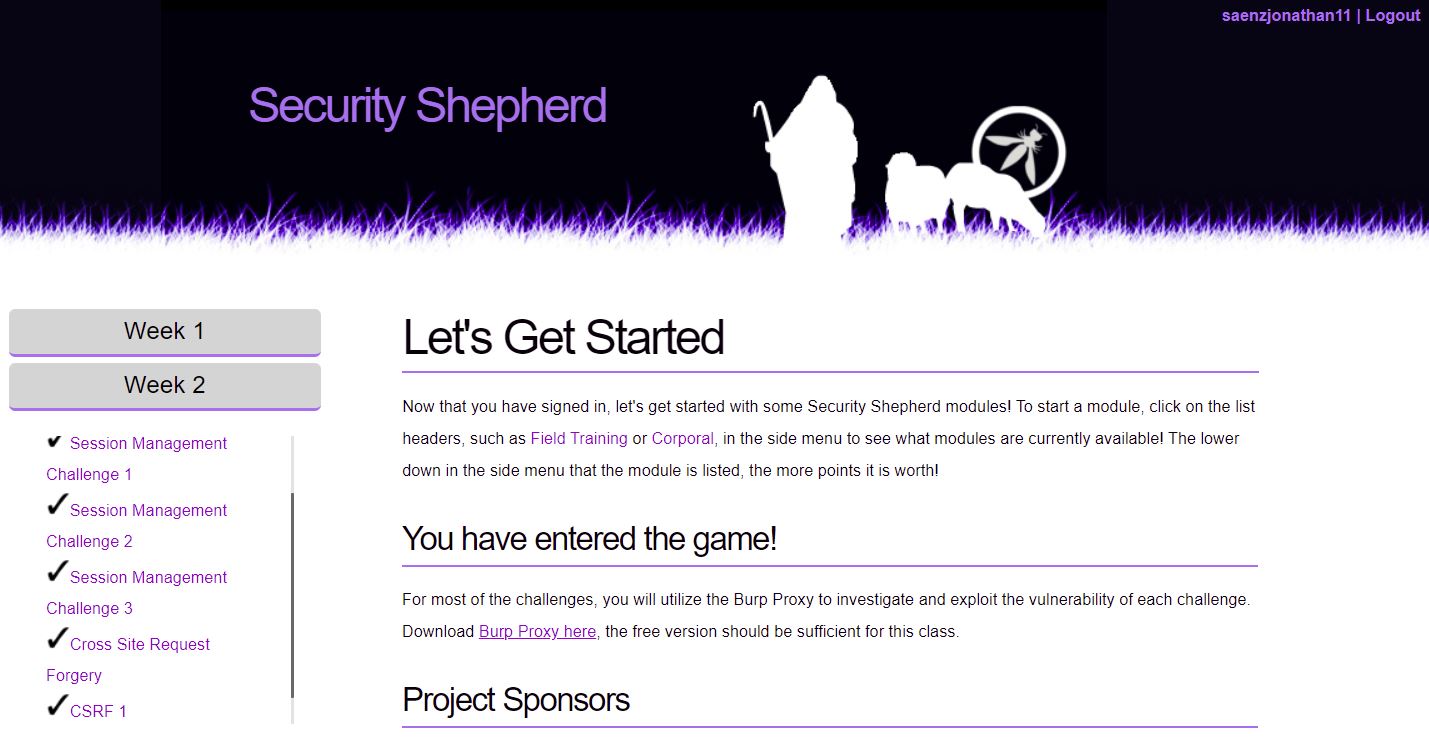 saenzjonathan11 | Logout
Security Shepherd
Week 1
Week 2
Session Management
Challenge 1
Session Management
Challenge 2
Session Management
Challenge 3
Cross Site Request
Forgery
CSRF 1
Let's Get Started
Now that you have signed in, let's get started with some Security Shepherd modules! To start a module, click on the list
headers, such as Field Training or Corporal, in the side menu to see what modules are currently available! The lower
down in the side menu that the module is listed, the more points it is worth!
You have entered the game!
For most of the challenges, you will utilize the Burp Proxy to investigate and exploit the vulnerability of each challenge.
Download Burp Proxy here, the free version should be sufficient for this class.
Project Sponsors